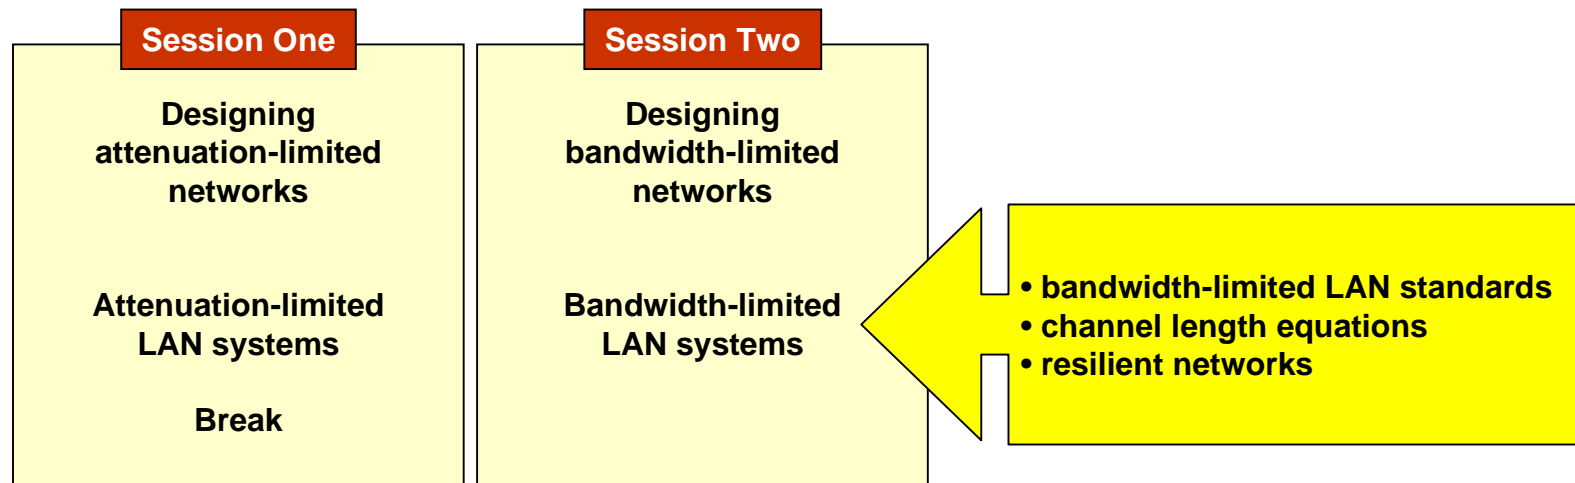 Session One
Designing
attenuation-limited
networks
Attenuation-limited
LAN systems
Break
Session Two
Designing
bandwidth-limited
networks
Bandwidth-limited
LAN systems
• bandwidth-limited LAN standards
• channel length equations
• resilient networks